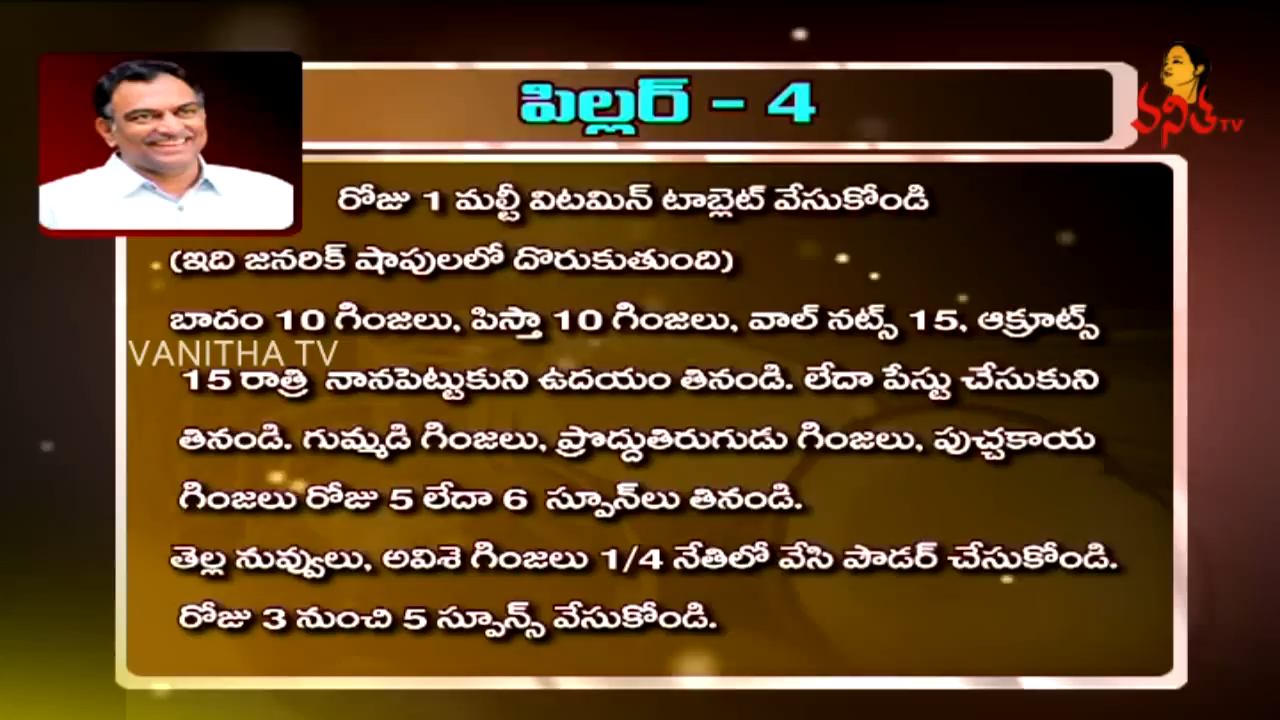 పిల్లర్ - 4
వనిత TV
రోజు 1 మల్టీ విటమిన్ టాబ్లెట్ వేసుకోండి
(ఇది జనరిక్ షాపులలో దొరుకుతుంది)
బాదం 10 గింజలు, పిస్తా 10 గింజలు, వాల్ నట్స్ 15, ఆక్రూట్స్
VANITHA TV
15 రాత్రి నానపెట్టుకుని ఉదయం తినండి. లేదా పేస్టు చేసుకుని
తినండి. గుమ్మడి గింజలు, ప్రొద్దుతిరుగుడు గింజలు, పుచ్చకాయ
గింజలు రోజు 5 లేదా 6 స్పూన్‌లు తినండి.
తెల్ల నువ్వులు, అవిశె గింజలు 1/4 నేతిలో వేసి పౌడర్ చేసుకోండి.
రోజు 3 నుంచి 5 స్పూన్స్ వేసుకోండి.